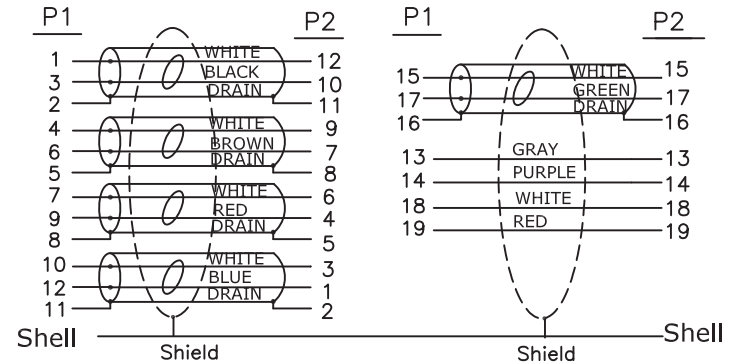 P1 P2
1 WHITE 12
3 BLACK 10
2 DRAIN 11
4 WHITE 9
6 BROWN 7
5 DRAIN 8
7 WHITE 6
9 RED 4
8 DRAIN 5
10 WHITE 3
12 BLUE 1
11 DRAIN 2
P1 P2
15 WHITE 15
17 GREEN 17
16 DRAIN 16
13 GRAY 13
14 PURPLE 14
18 WHITE 18
19 RED 19
Shell Shell
Shield Shield